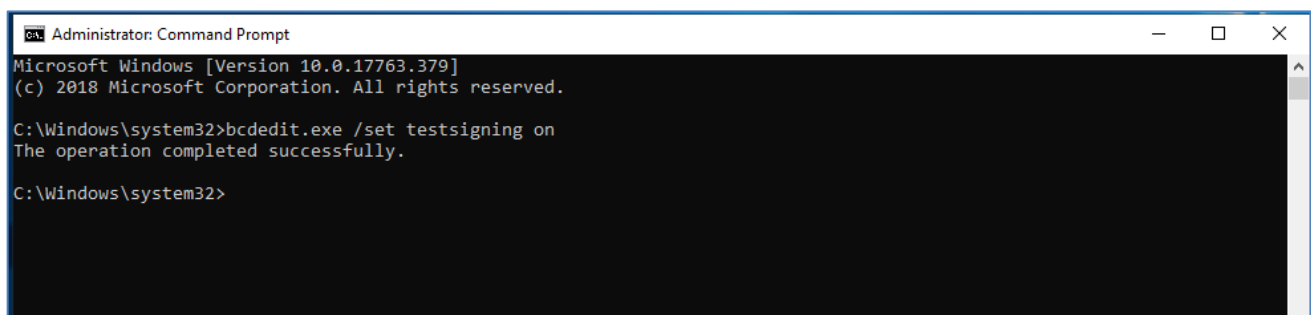 Administrator: Command Prompt
Microsoft Windows [Version 10.0.17763.379]
(c) 2018 Microsoft Corporation. All rights reserved.
C:\Windows\system32>bcdedit.exe /set testsigning on
The operation completed successfully.
C:\Windows\system32>